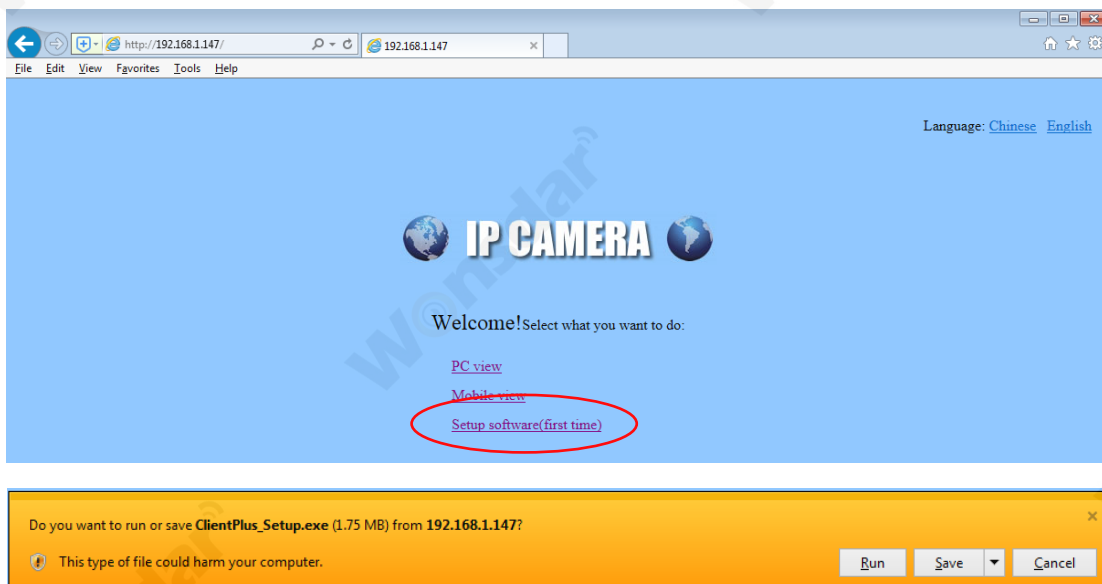 http://192.168.1.147/
192.168.1.147
File Edit View Favorites Tools Help
Language: Chinese English
IP CAMERA
wonsdar
Welcome! Select what you want to do:
PC view
Mobile view
Setup software(first time)
Do you want to run or save ClientPlus_Setup.exe (1.75 MB) from 192.168.1.147?
This type of file could harm your computer.
Run Save Cancel